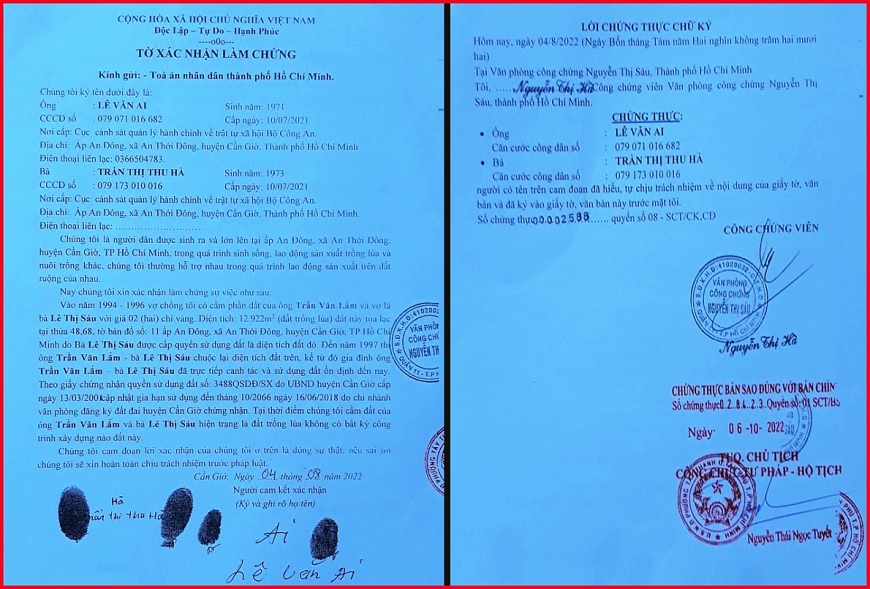 CỘNG HÒA XÃ HỘI CHỦ NGHĨA VIỆT NAM
Độc Lập – Tự Do – Hạnh Phúc
----o0o----
TỜ XÁC NHẬN LÀM CHỨNG
Kính gửi: - Toà án nhân dân thành phố Hồ Chí Minh.
Chúng tôi ký tên dưới đây là:
Ông : LÊ VĂN AI Sinh năm: 1971
CCCD số : 079 071 016 682 Cấp ngày: 10/07/2021
Nơi cấp: Cục cảnh sát quản lý hành chính về trật tự xã hội Bộ Công An.
Địa chỉ: Ấp An Đông, xã An Thới Đông, huyện Cần Giờ, Thành phố Hồ Chí Minh
Điện thoại liên lạc: 0366504783.
Bà : TRẦN THỊ THU HÀ Sinh năm: 1973
CCCD số : 079 173 010 016 Cấp ngày: 10/07/2021
Nơi cấp: Cục cảnh sát quản lý hành chính về trật tự xã hội Bộ Công An.
Địa chỉ: Ấp An Đông, xã An Thới Đông, huyện Cần Giờ, Thành phố Hồ Chí Minh.
Điện thoại liên lạc: ............................
Chúng tôi là người dân được sinh ra và lớn lên tại ấp An Đông, xã An Thới Đông,
huyện Cần Giờ, TP Hồ Chí Minh, trong quá trình sinh sống, lao động sản xuất trồng lúa và
nuôi trồng khác, chúng tôi thường hỗ trợ nhau trong quá trình lao động sản xuất trên đất
ruộng của nhau.
Nay chúng tôi xin xác nhận làm chứng sự việc như sau:
Vào năm 1994 - 1996 vợ chồng tôi có cầm phần đất của ông Trần Văn Lắm và vợ là
bà Lê Thị Sáu với giá 02 (hai) chỉ vàng. Diện tích: 12.922m² (đất trồng lúa) đất này tọa lạc
tại thửa 48,68, tờ bản đồ số: 11 ấp An Đông, xã An Thới Đông, huyện Cần Giờ, TP Hồ Chí
Minh do Bà Lê Thị Sáu được cấp quyền sử dụng đất là diện tích đất đó. Đến năm 1997 thì
ông Trần Văn Lắm - bà Lê Thị Sáu chuộc lại diện tích đất trên, kể từ đó gia đình ông
Trần Văn Lắm – bà Lê Thị Sáu đã trực tiếp canh tác và sử dụng đất ổn định đến nay.
Theo giấy chứng nhận quyền sử dụng đất số: 3488QSDĐ/SX do UBND huyện Cần Giờ cấp
ngày 13/03/200 cập nhật gia hạn sử dụng đến tháng 10/2066 ngày 16/06/2018 do chi nhánh
văn phòng đăng ký đất đai huyện Cần Giờ chứng nhận. Tại thời điểm chúng tôi cầm đất của
ông Trần Văn Lắm và bà Lê Thị Sáu hiện trạng là đất trồng lúa không có bất kỳ công
trình xây dựng nào đất này.
Chúng tôi cam đoan lời xác nhận của chúng tôi ở trên là đúng sự thật, nếu sai sót
chúng tôi sẽ xin hoàn toàn chịu trách nhiệm trước pháp luật.
Cần Giờ, Ngày 04 tháng 08 năm 2022
Người cam kết xác nhận
(Ký và ghi rõ họ tên)
Hà
Trần thị thu Hà
Ai
Lê Văn Ai
VĂN PHÒNG
NGUYỄN TH
LỜI CHỨNG THỰC CHỮ KÝ
Hôm nay, ngày 04/8/2022 (Ngày Bốn tháng Tám năm Hai nghìn không trăm hai mươi
hai)
Tại Văn phòng công chứng Nguyễn Thị Sáu, Thành phố Hồ Chí Minh
Tôi, ..... Nguyễn Thị Hà Công chứng viên Văn phòng công chứng Nguyễn Thị
Sáu, thành phố Hồ Chí Minh.
CHỨNG THỰC:
• Ông : LÊ VĂN AI
Căn cước công dân số : 079 071 016 682
• Bà : TRẦN THỊ THU HÀ
Căn cước công dân số : 079 173 010 016
người có tên trên cam đoan đã hiểu, tự chịu trách nhiệm về nội dung của giấy tờ, văn
bản và đã ký vào giấy tờ, văn bản này trước mặt tôi.
Số chứng thực 00002588...... quyển số 08 - SCT/CK,CĐ
CÔNG CHỨNG VIÊN
VĂN PHÒNG
CÔNG CHỨNG
NGUYỄN THỊ SÁU
Nguyễn Thị Hà
CHỨNG THỰC BẢN SAO ĐÚNG VỚI BẢN CHÍN
Số chứng thực 0 2 8 4 2 . 3 Quyển số: 01 SCT/BS
Ngày 06 -10- 2022
TUQ. CHỦ TỊCH
CÔNG CHỨC TƯ PHÁP - HỘ TỊCH
Nguyễn Thái Ngọc Tuyết